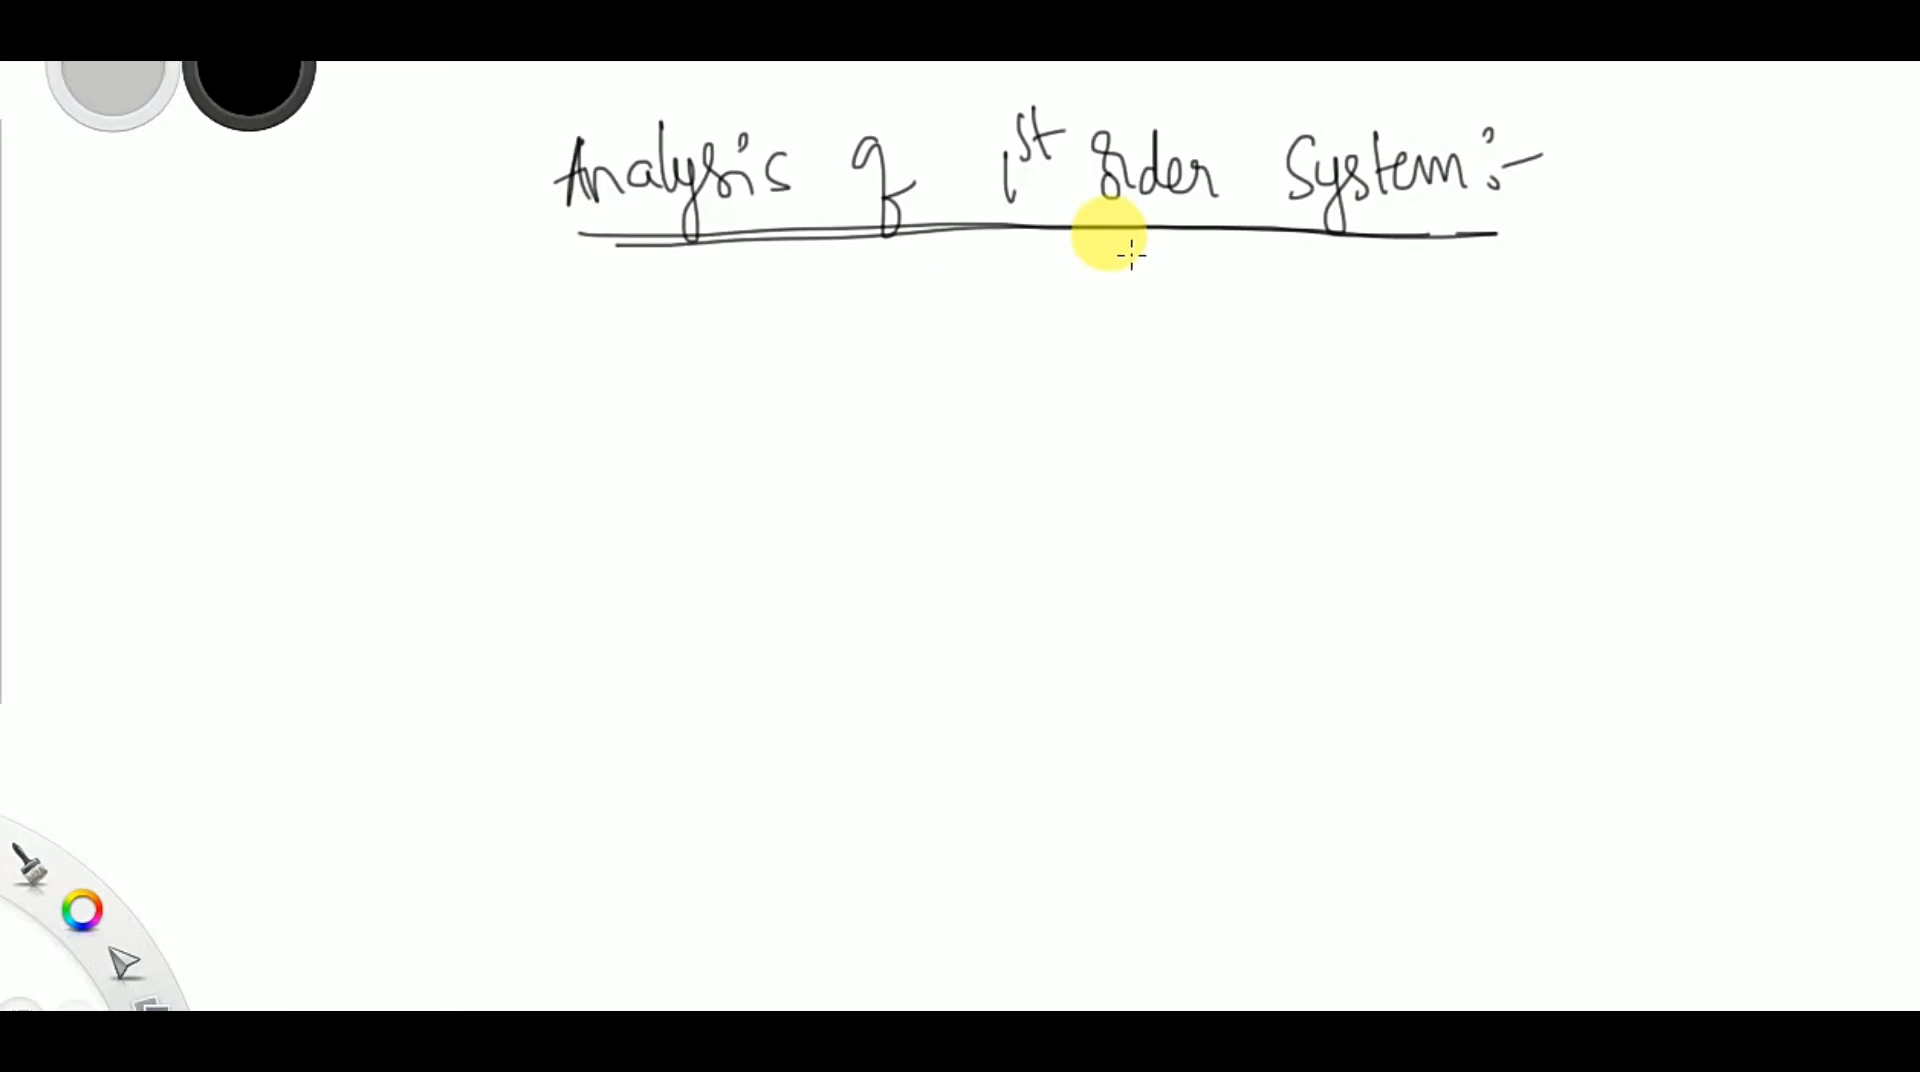 Analysis of 1st order System :-